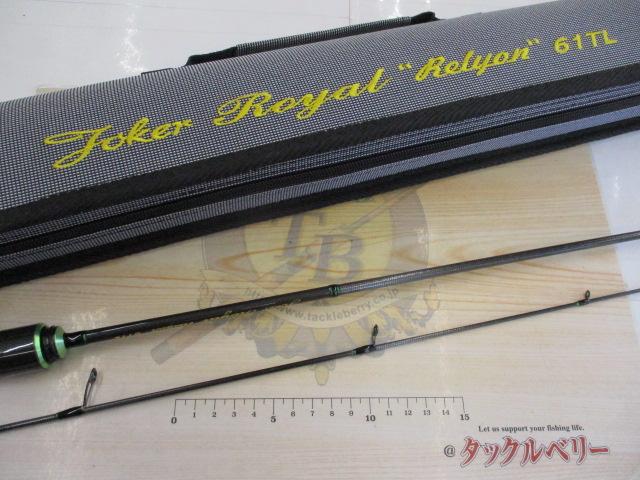 Joker Royal "Relyon" 61TL
TB
http://www.tackleberry.co.jp
0 5 10 15
Let us support your fishing life.
@タックルベリー